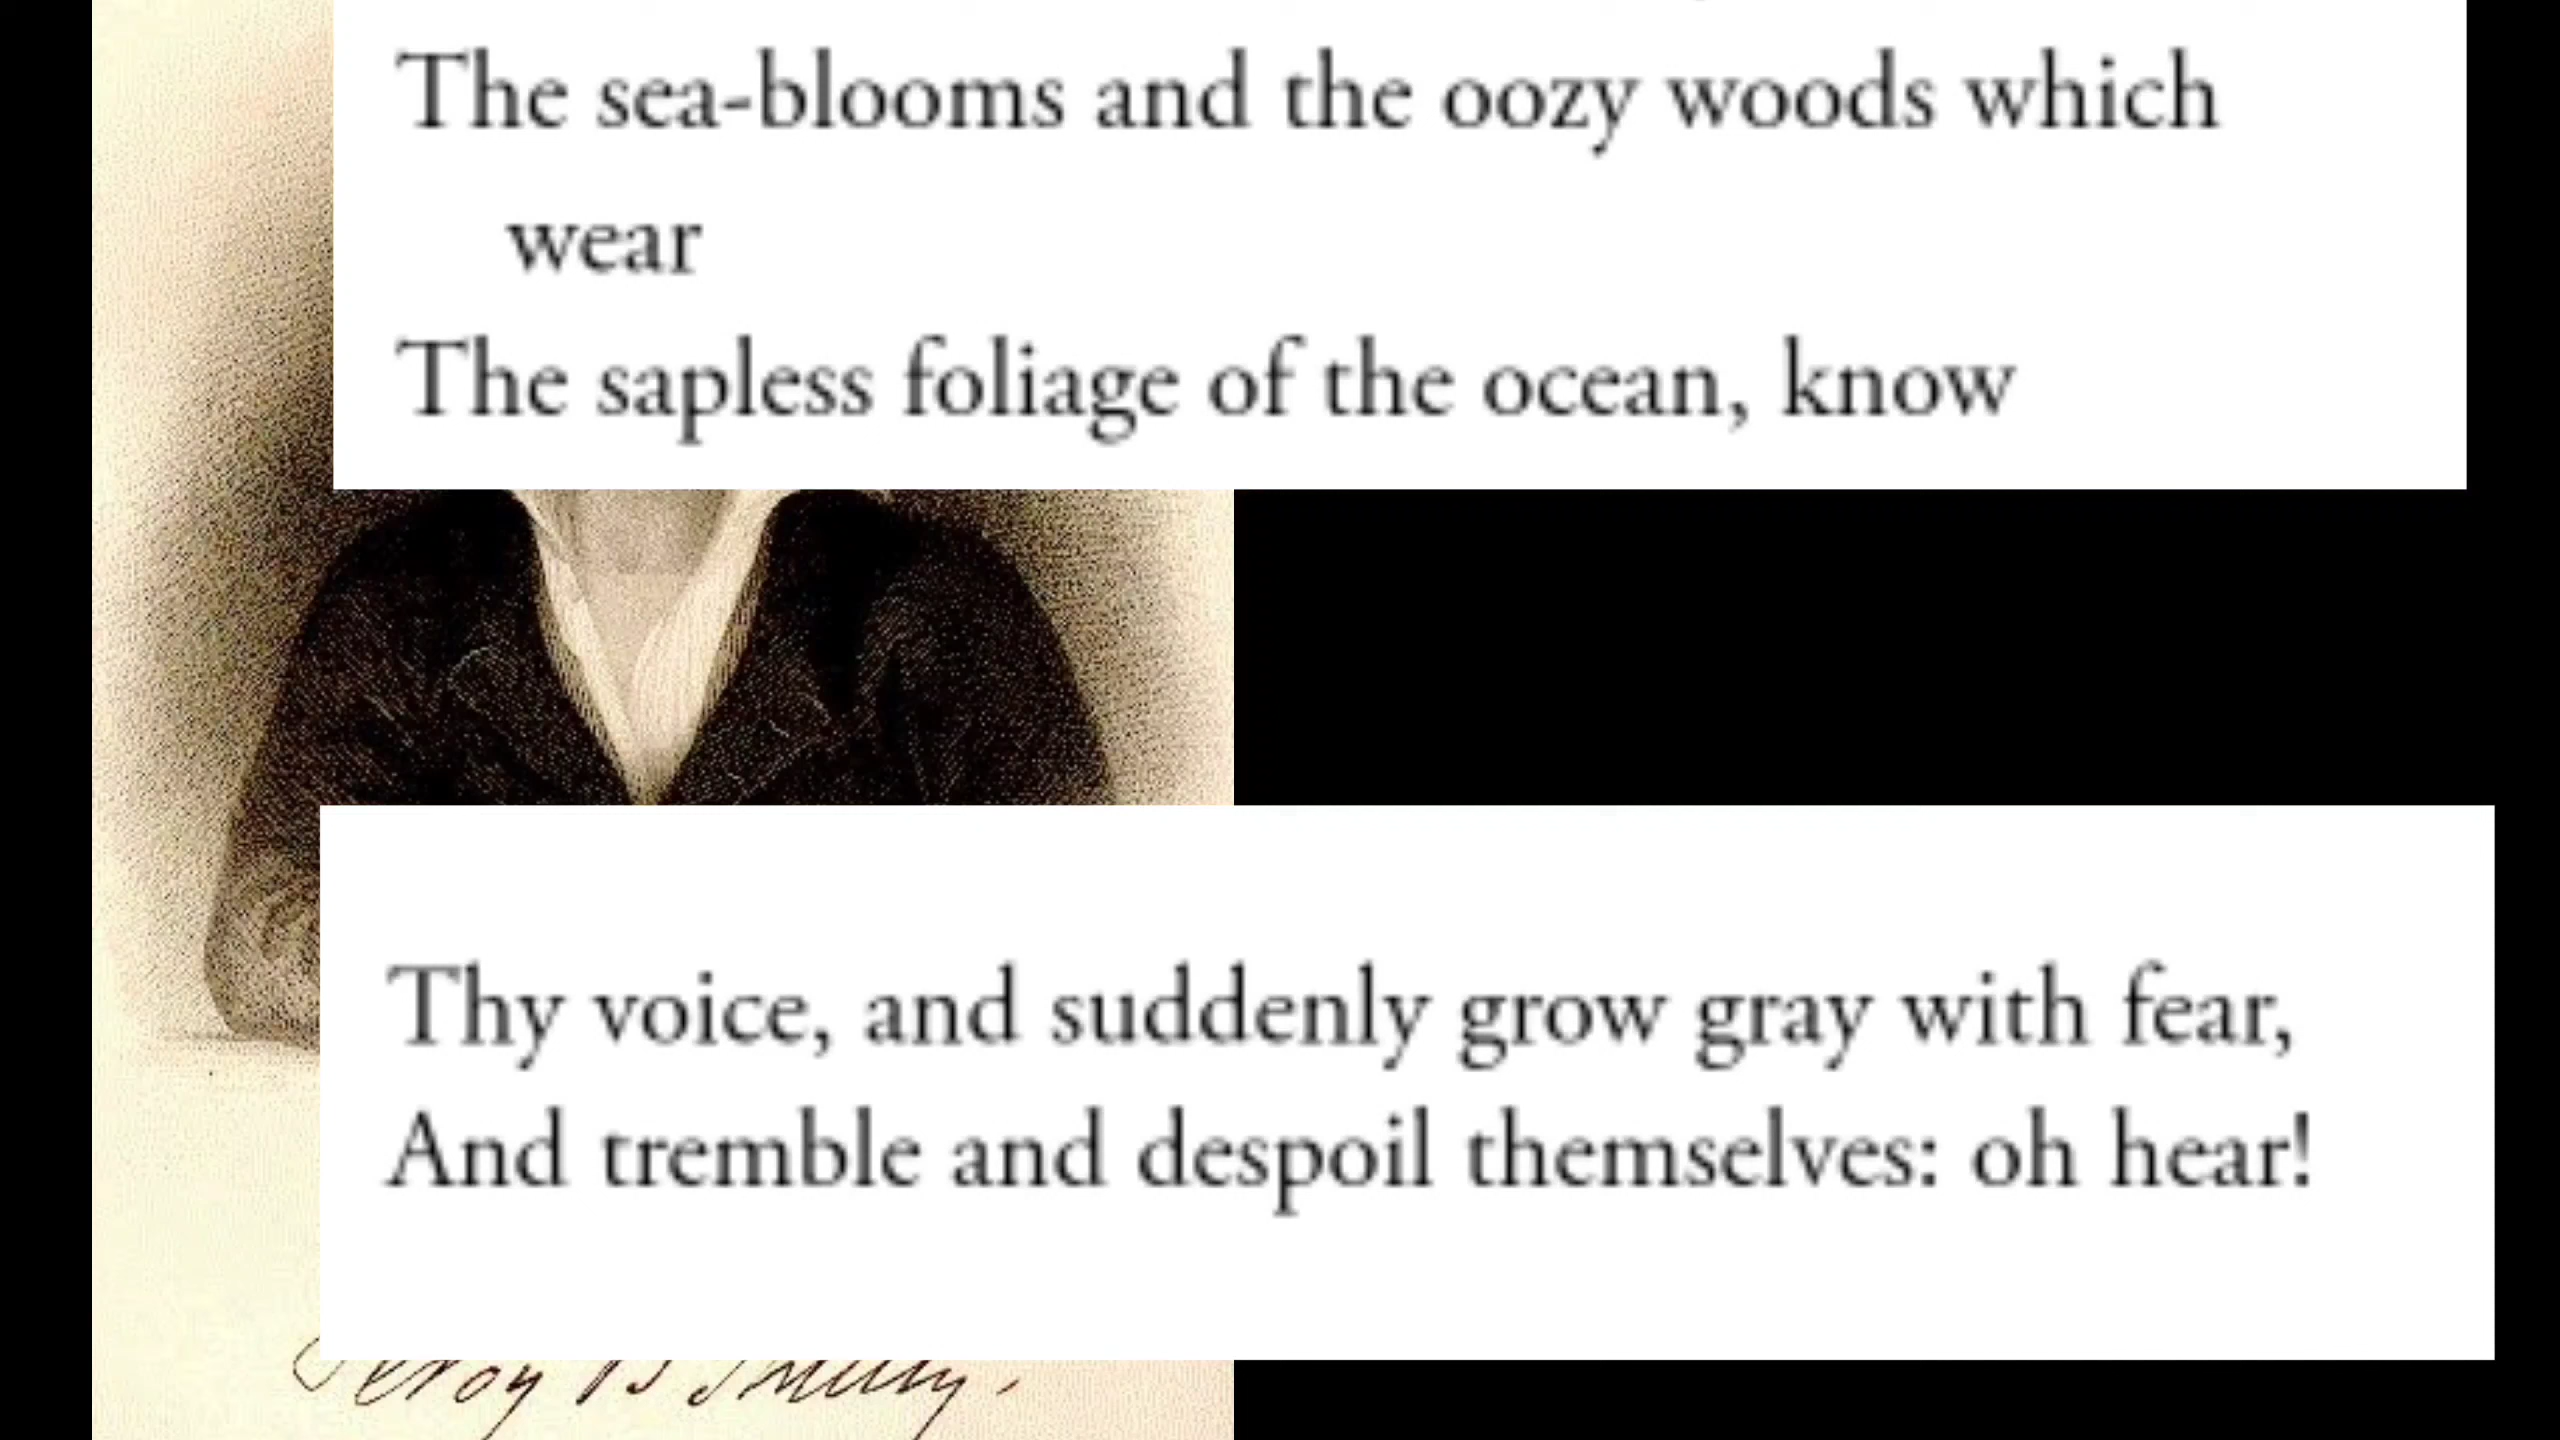 The sea-blooms and the oozy woods which
wear
The sapless foliage of the ocean, know
Thy voice, and suddenly grow gray with fear,
And tremble and despoil themselves: oh hear!